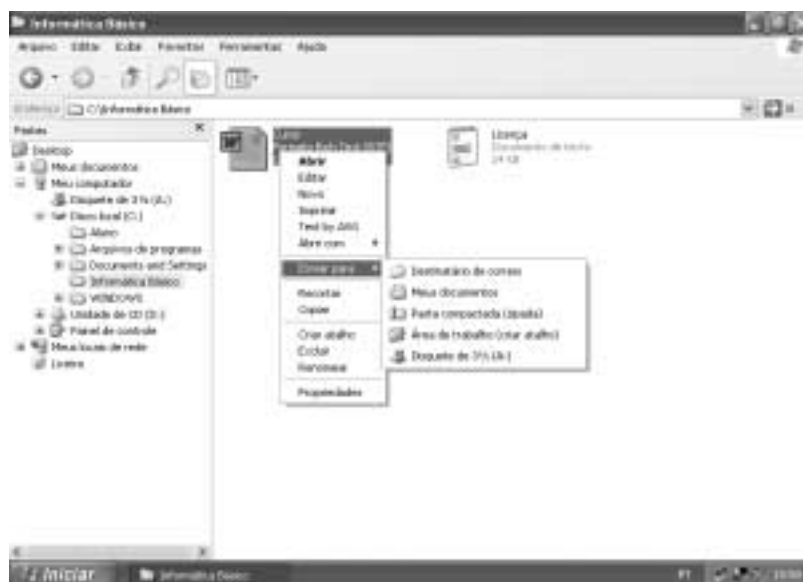 Informática Básico
Arquivo Editar Exibir Favoritos Ferramentas Ajuda
C:\Informática Básico
Pastas
Desktop
Meus documentos
Meu computador
Disquete de 3½ (A:)
Disco local (C:)
Aluno
Arquivos de programas
Documents and Settings
Informática Básico
WINDOWS
Unidade de CD (D:)
Painel de controle
Meus locais de rede
Lixeira
Licença
Documento de texto
Abrir
Editar
Novo
Imprimir
Abrir com
Enviar para
Recortar
Copiar
Criar atalho
Excluir
Renomear
Propriedades
Destinatário de correio
Meus documentos
Pasta compactada (zipada)
Área de trabalho (criar atalho)
Disquete de 3½ (A:)
Iniciar
Informática Básico
PT